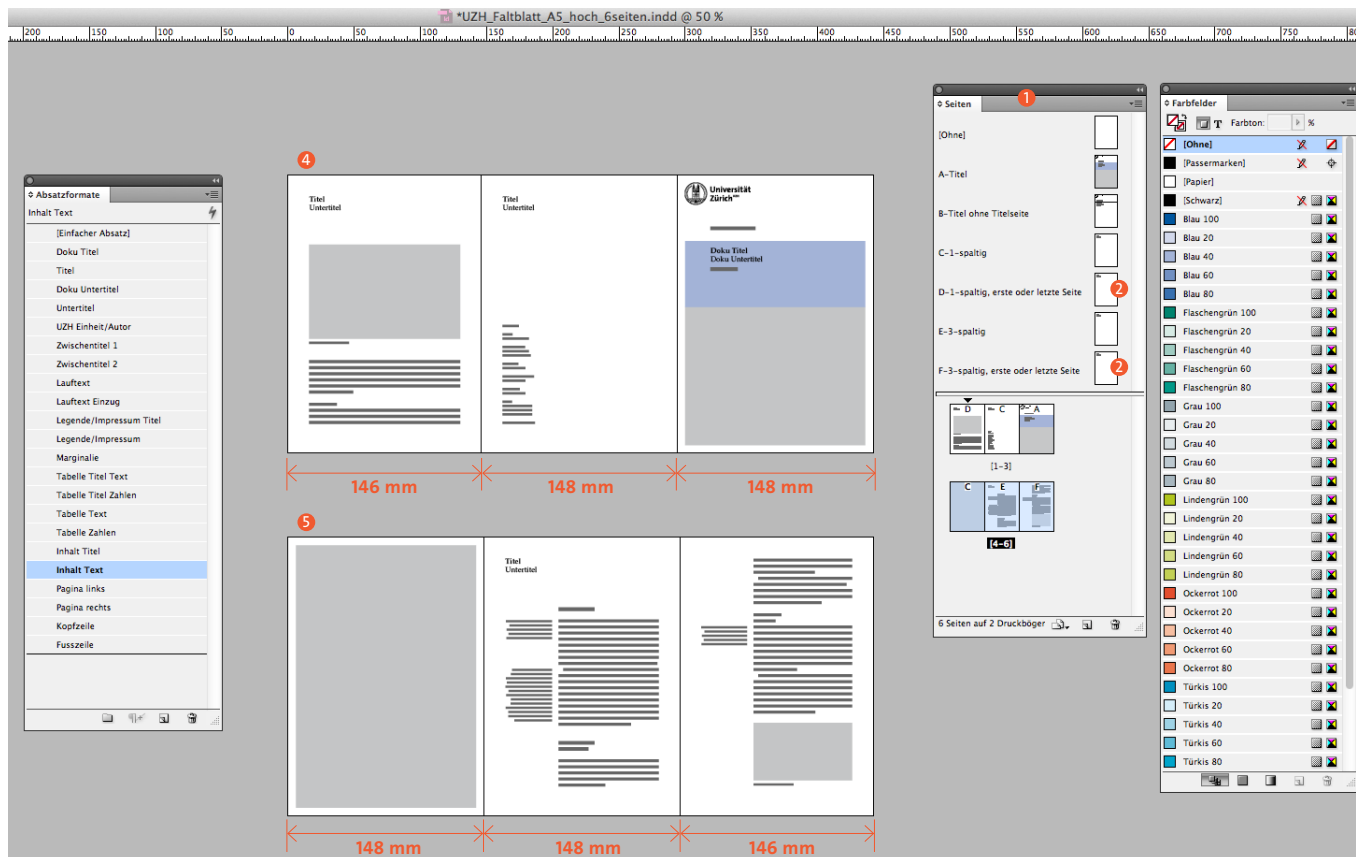 *UZH_Faltblatt_A5_hoch_6seiten.indd @ 50 %
200 150 100 50 0 50 100 150 200 250 300 350 400 450 500 550 600 650 700 750 80
Absatzformate
Inhalt Text
[Einfacher Absatz]
Doku Titel
Titel
Doku Untertitel
Untertitel
UZH Einheit/Autor
Zwischentitel 1
Zwischentitel 2
Lauftext
Lauftext Einzug
Legende/Impressum Titel
Legende/Impressum
Marginalie
Tabelle Titel Text
Tabelle Titel Zahlen
Tabelle Text
Tabelle Zahlen
Inhalt Titel
Inhalt Text
Pagina links
Pagina rechts
Kopfzeile
Fusszeile
4
Titel
Untertitel
Titel
Untertitel
Universität
Zürich
Doku Titel
Doku Untertitel
146 mm
148 mm
148 mm
5
Titel
Untertitel
148 mm
148 mm
146 mm
1
Seiten
[Ohne]
A-Titel
B-Titel ohne Titelseite
C-1-spaltig
D-1-spaltig, erste oder letzte Seite
2
E-3-spaltig
F-3-spaltig, erste oder letzte Seite
2
D C A
[1-3]
C E F
[4-6]
6 Seiten auf 2 Druckböger
Farbfelder
T Farbton: %
[Ohne]
[Passermarken]
[Papier]
[Schwarz]
Blau 100
Blau 20
Blau 40
Blau 60
Blau 80
Flaschengrün 100
Flaschengrün 20
Flaschengrün 40
Flaschengrün 60
Flaschengrün 80
Grau 100
Grau 20
Grau 40
Grau 60
Grau 80
Lindengrün 100
Lindengrün 20
Lindengrün 40
Lindengrün 60
Lindengrün 80
Ockerrot 100
Ockerrot 20
Ockerrot 40
Ockerrot 60
Ockerrot 80
Türkis 100
Türkis 20
Türkis 40
Türkis 60
Türkis 80